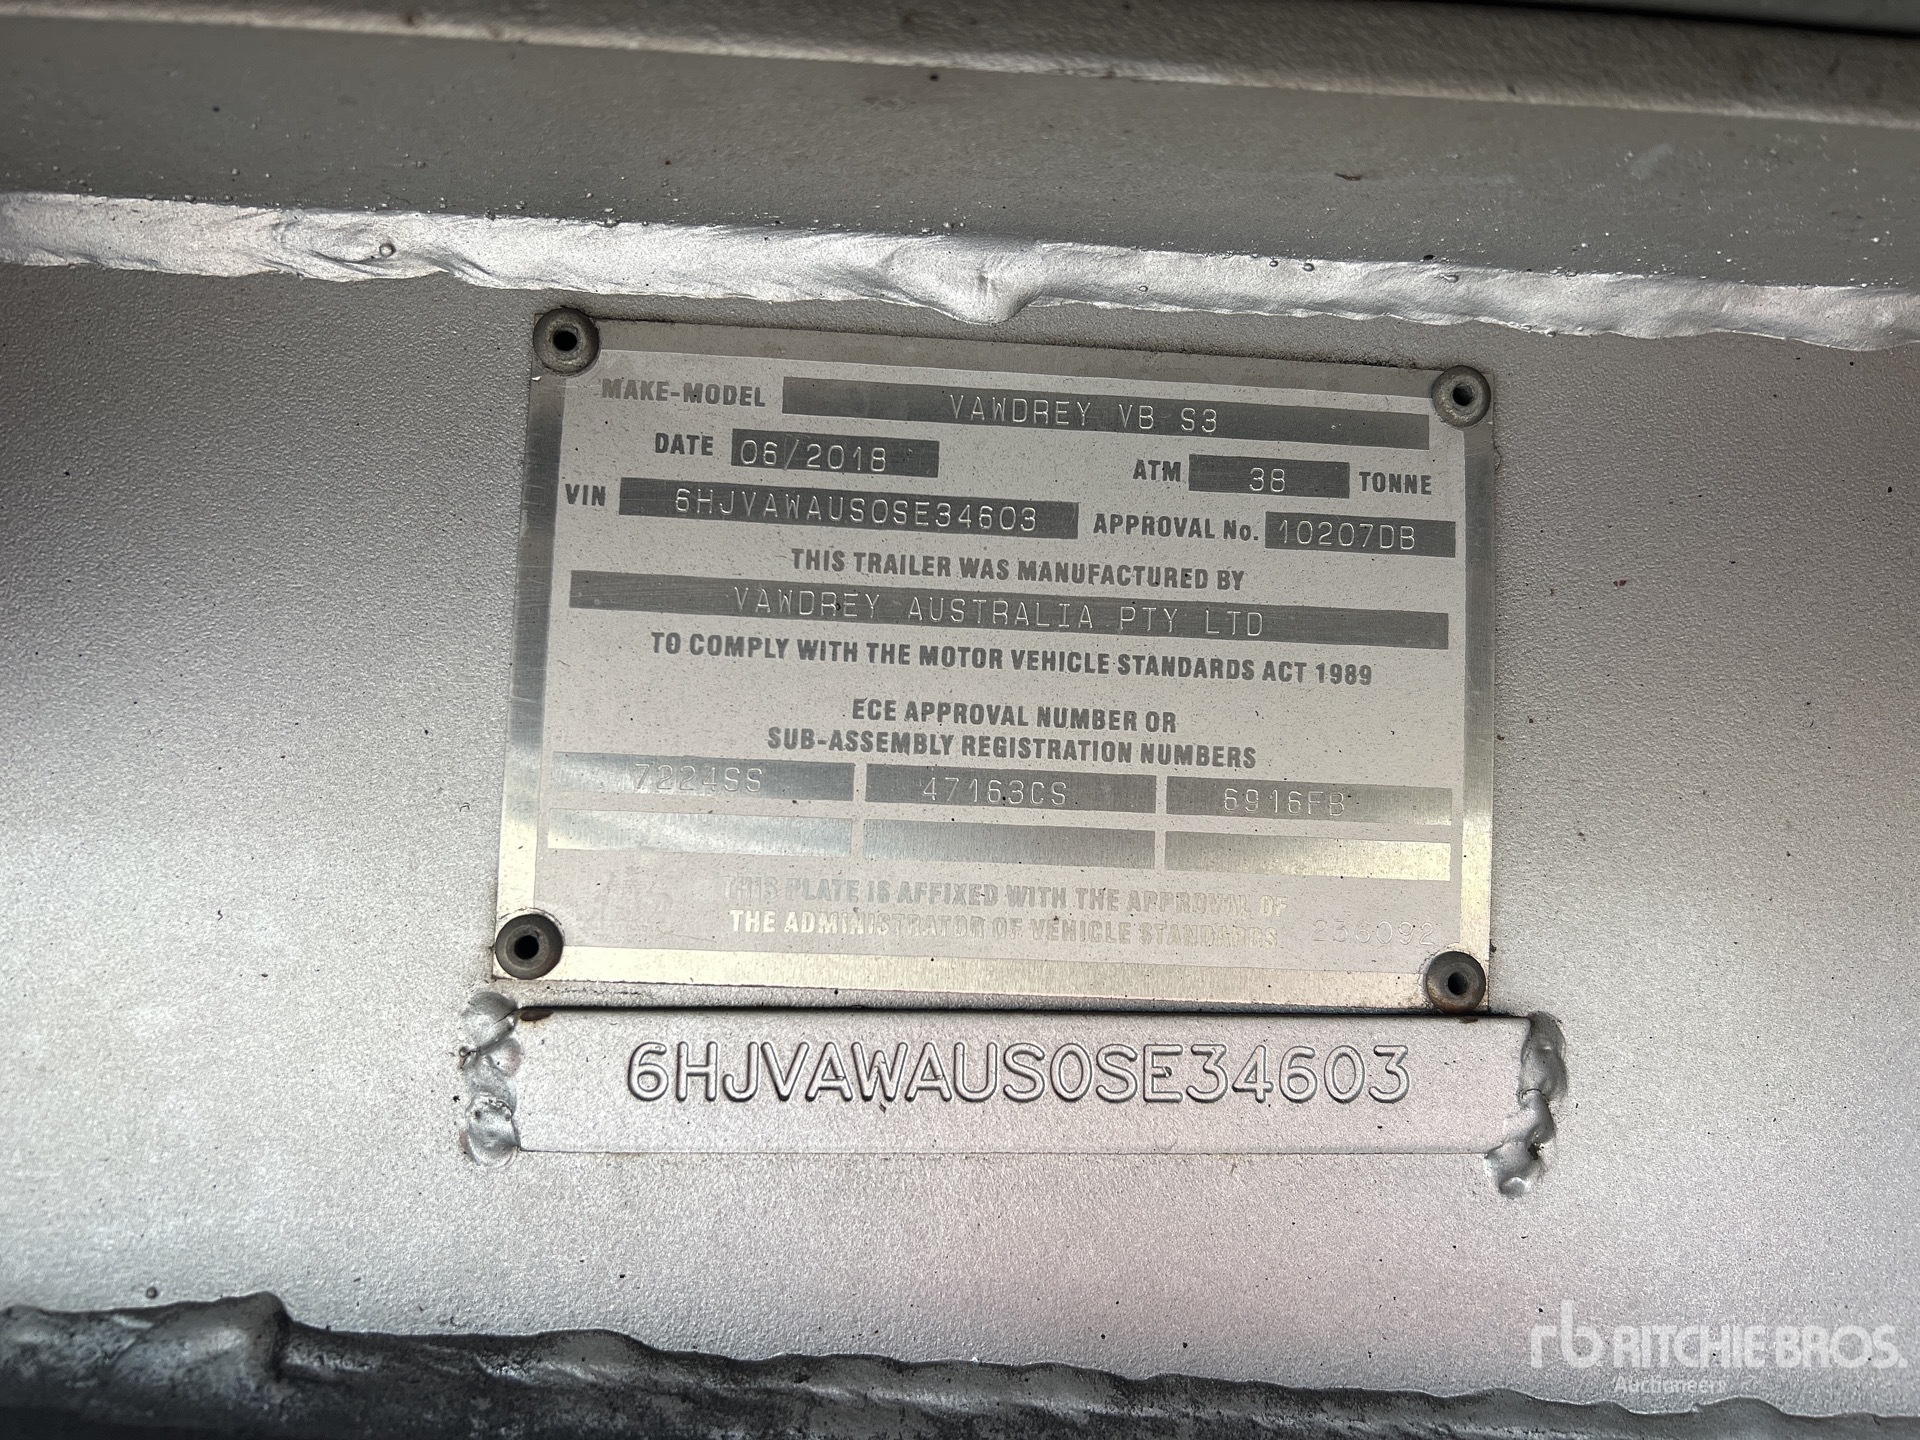 MAKE-MODEL VAWDREY VB S3
DATE 06/2018 ATM 38 TONNE
VIN 6HJVAWAUS0SE34603 APPROVAL No. 10207DB
THIS TRAILER WAS MANUFACTURED BY
VAWDREY AUSTRALIA PTY LTD
TO COMPLY WITH THE MOTOR VEHICLE STANDARDS ACT 1989
ECE APPROVAL NUMBER OR
SUB-ASSEMBLY REGISTRATION NUMBERS
7224SS 47163CS 6916FB
THIS PLATE IS AFFIXED WITH THE APPROVAL OF
THE ADMINISTRATOR OF VEHICLE STANDARDS 236092
6HJVAWAUS0SE34603
rb RITCHIE BROS.
Auctioneers